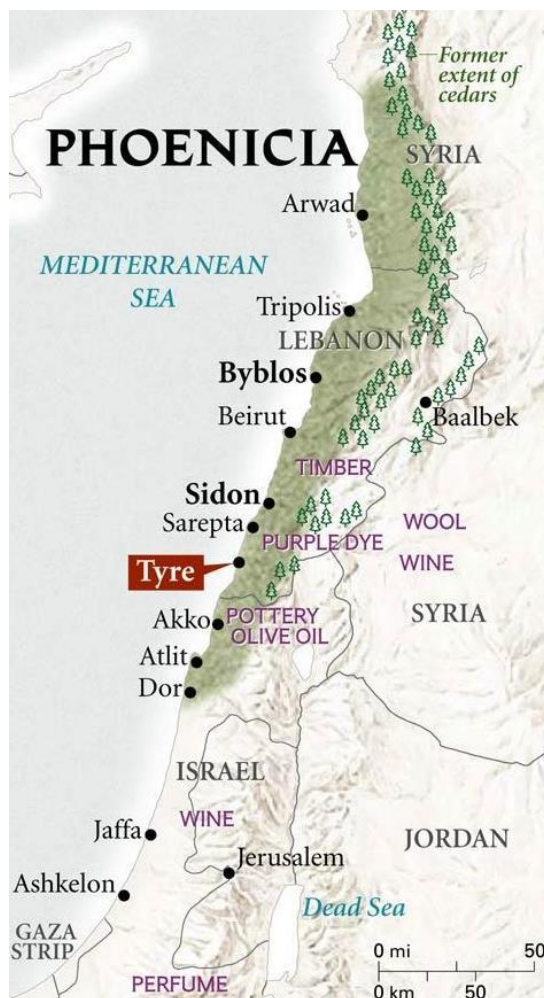 Former
extent of
cedars
PHOENICIA
SYRIA
Arwad
MEDITERRANEAN
SEA
Tripolis
LEBANON
Byblos
Baalbek
Beirut
TIMBER
Sidon
Sarepta
WOOL
PURPLE DYE
WINE
Tyre
Akko
POTTERY
OLIVE OIL
SYRIA
Atlit
Dor
ISRAEL
WINE
Jaffa
JORDAN
Jerusalem
Ashkelon
Dead Sea
GAZA
STRIP
0 mi 50
PERFUME
0 km 50